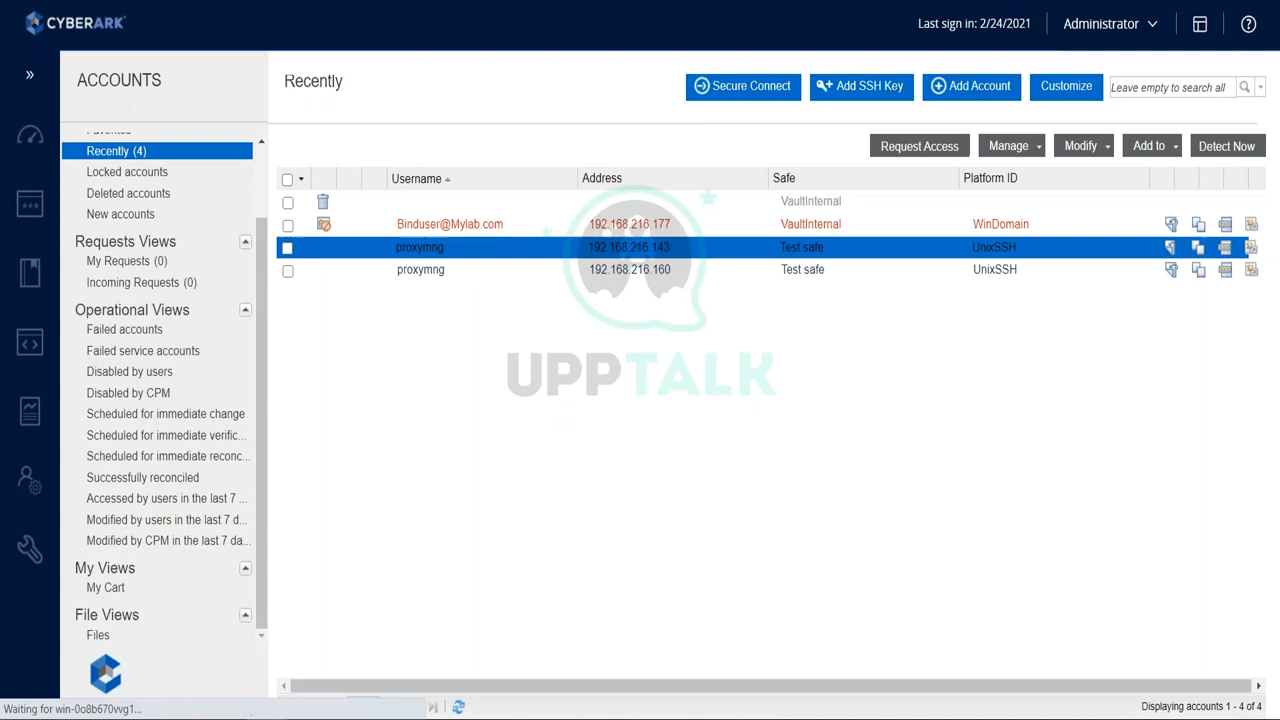 CYBERARK
Last sign in: 2/24/2021
Administrator
»
ACCOUNTS
Recently
Secure Connect
Add SSH Key
Add Account
Customize
Leave empty to search all
Favorites
Recently (4)
Locked accounts
Deleted accounts
New accounts
Requests Views
My Requests (0)
Incoming Requests (0)
Operational Views
Failed accounts
Failed service accounts
Disabled by users
Disabled by CPM
Scheduled for immediate change
Scheduled for immediate verific...
Scheduled for immediate reconc...
Successfully reconciled
Accessed by users in the last 7 ...
Modified by users in the last 7 d...
Modified by CPM in the last 7 da...
My Views
My Cart
File Views
Files
Request Access
Manage
Modify
Add to
Detect Now
Username Address Safe Platform ID
VaultInternal
Binduser@Mylab.com 192.168.216.177 VaultInternal WinDomain
proxymng 192.168.216.143 Test safe UnixSSH
proxymng 192.168.216.160 Test safe UnixSSH
UPPTALK
Waiting for win-0o8b670vvg1...
Displaying accounts 1 - 4 of 4